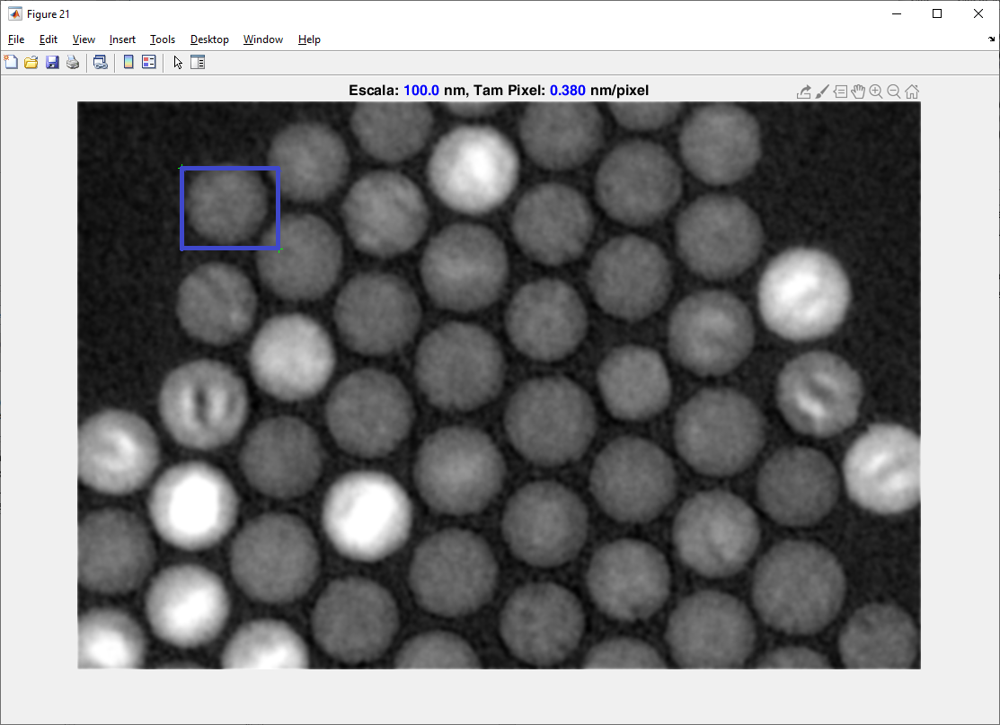 Figure 21
File Edit View Insert Tools Desktop Window Help
Escala: 100.0 nm, Tam Pixel: 0.380 nm/pixel